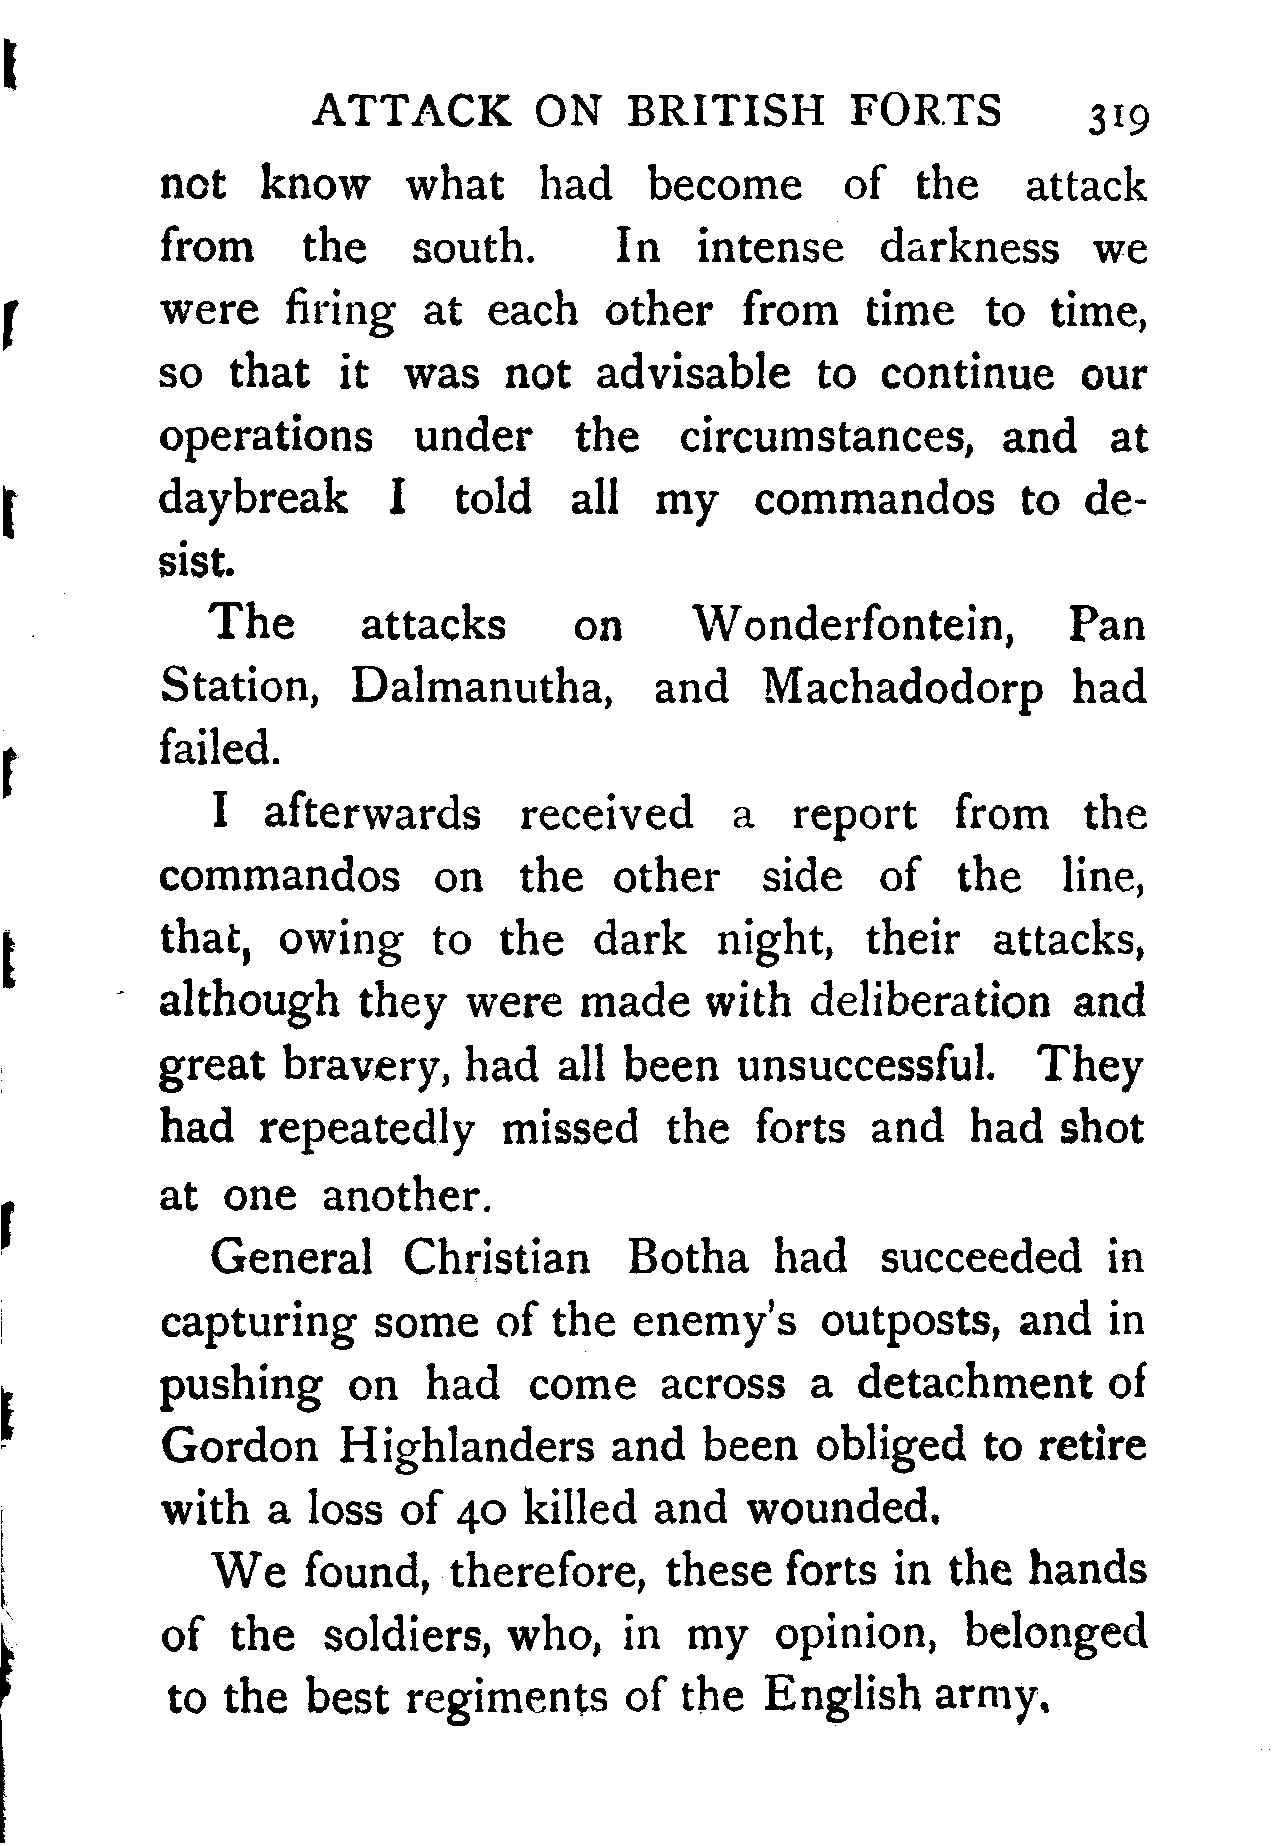 ATTACK ON BRITISH FORTS 319
not know what had become of the attack
from the south. In intense darkness we
were firing at each other from time to time,
so that it was not advisable to continue our
operations under the circumstances, and at
daybreak I told all my commandos to de-
sist.
The attacks on Wonderfontein, Pan
Station, Dalmanutha, and Machadodorp had
failed.
I afterwards received a report from the
commandos on the other side of the line,
that, owing to the dark night, their attacks,
although they were made with deliberation and
great bravery, had all been unsuccessful. They
had repeatedly missed the forts and had shot
at one another.
General Christian Botha had succeeded in
capturing some of the enemy's outposts, and in
pushing on had come across a detachment of
Gordon Highlanders and been obliged to retire
with a loss of 40 killed and wounded.
We found, therefore, these forts in the hands
of the soldiers, who, in my opinion, belonged
to the best regiments of the English army.